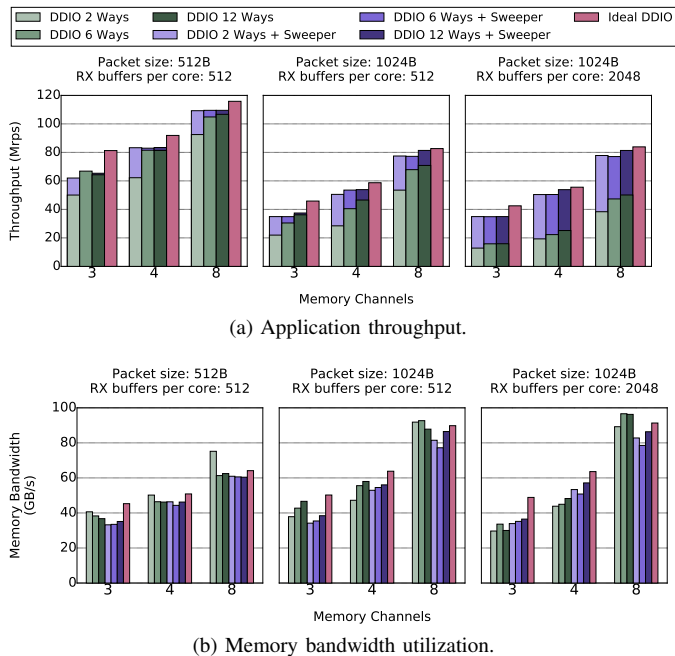 DDIO 2 Ways DDIO 12 Ways DDIO 6 Ways + Sweeper Ideal DDIO
DDIO 6 Ways DDIO 2 Ways + Sweeper DDIO 12 Ways + Sweeper
Packet size: 512B Packet size: 1024B Packet size: 1024B
RX buffers per core: 512 RX buffers per core: 512 RX buffers per core: 2048
Throughput (Mrps)
120
100
80
60
40
20
0
3 4 8 3 4 8 3 4 8
Memory Channels
(a) Application throughput.
Packet size: 512B Packet size: 1024B Packet size: 1024B
RX buffers per core: 512 RX buffers per core: 512 RX buffers per core: 2048
Memory Bandwidth
(GB/s)
100
80
60
40
20
0
3 4 8 3 4 8 3 4 8
Memory Channels
(b) Memory bandwidth utilization.